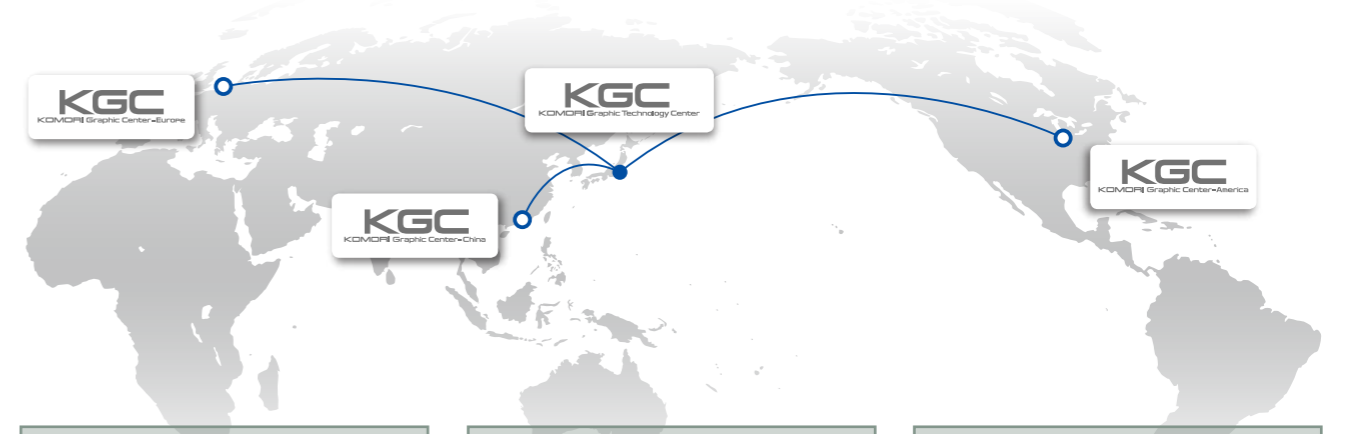 KGC
KOMORI Graphic Center-Europe
KGC
KOMORI Graphic Technology Center
KGC
KOMORI Graphic Center-America
KGC
KOMORI Graphic Center-China